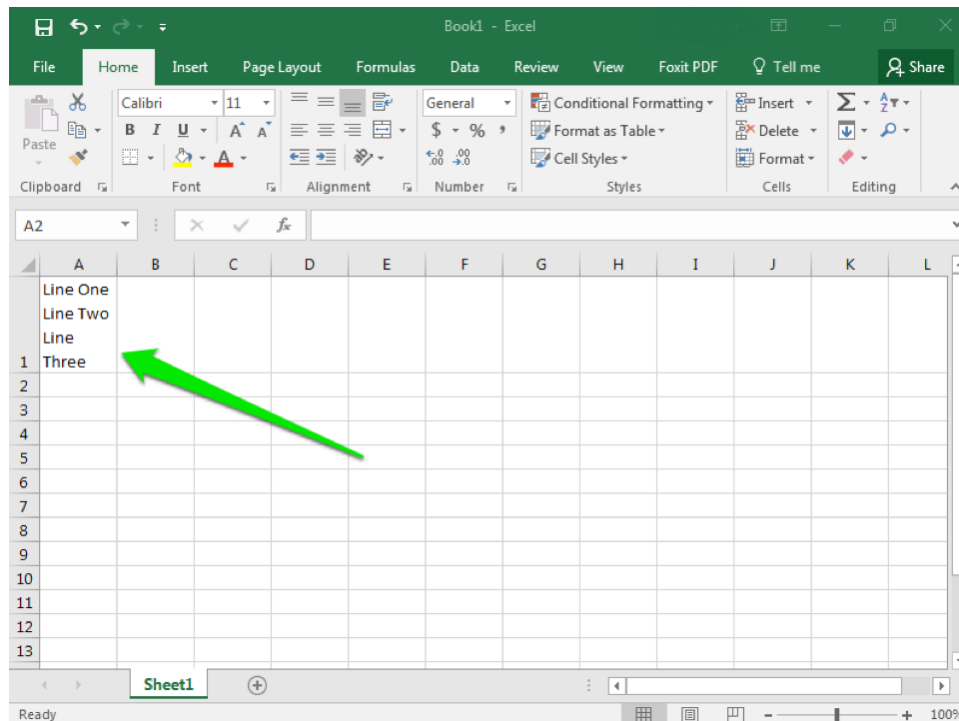 Book1 - Excel
File Home Insert Page Layout Formulas Data Review View Foxit PDF Tell me Share
Calibri 11 General Conditional Formatting Insert
Paste B I U A A $ % , Format as Table Delete
A Cell Styles Format
Clipboard Font Alignment Number Styles Cells Editing
A2 fx
A B C D E F G H I J K L
Line One
Line Two
Line
1 Three
2
3
4
5
6
7
8
9
10
11
12
13
Sheet1
Ready 100%